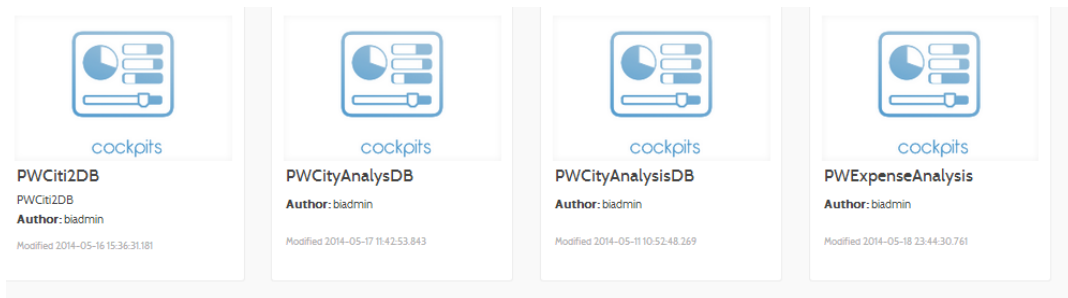 cockpits
PWCiti2DB
PWCiti2DB
Author: biadmin
Modified 2014-05-16 15:36:31.181
cockpits
PWCityAnalysDB
Author: biadmin
Modified 2014-05-17 11:42:53.843
cockpits
PWCityAnalysisDB
Author: biadmin
Modified 2014-05-11 10:52:48.269
cockpits
PWExpenseAnalysis
Author: biadmin
Modified 2014-05-18 23:44:30.761